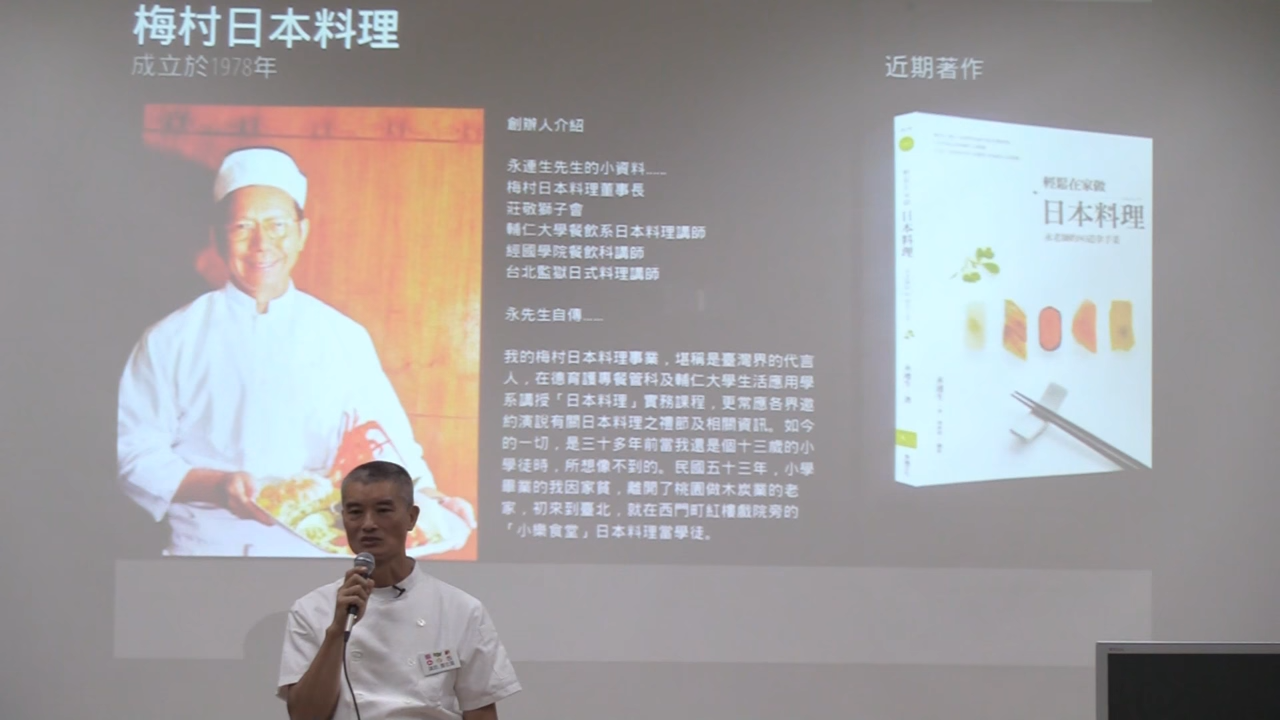 梅村日本料理
成立於1978年
創辦人介紹
永連生先生的小資料......
梅村日本料理董事長
莊敬獅子會
輔仁大學餐飲系日本料理講師
經國學院餐飲科講師
台北監獄日式料理講師
永先生自傳......
我的梅村日本料理事業，堪稱是臺灣界的代言
人，在德育護專餐管科及輔仁大學生活應用學
系講授「日本料理」實務課程，更常應各界邀
約演說有關日本料理之禮節及相關資訊。如今
的一切，是三十多年前當我還是個十三歲的小
學徒時，所想像不到的。民國五十三年，小學
畢業的我因家貧，離開了桃園做木炭業的老
家，初來到臺北，就在西門町紅樓戲院旁的
「小樂食堂」日本料理當學徒。
近期著作
輕鬆在家做
日本料理
日本料理